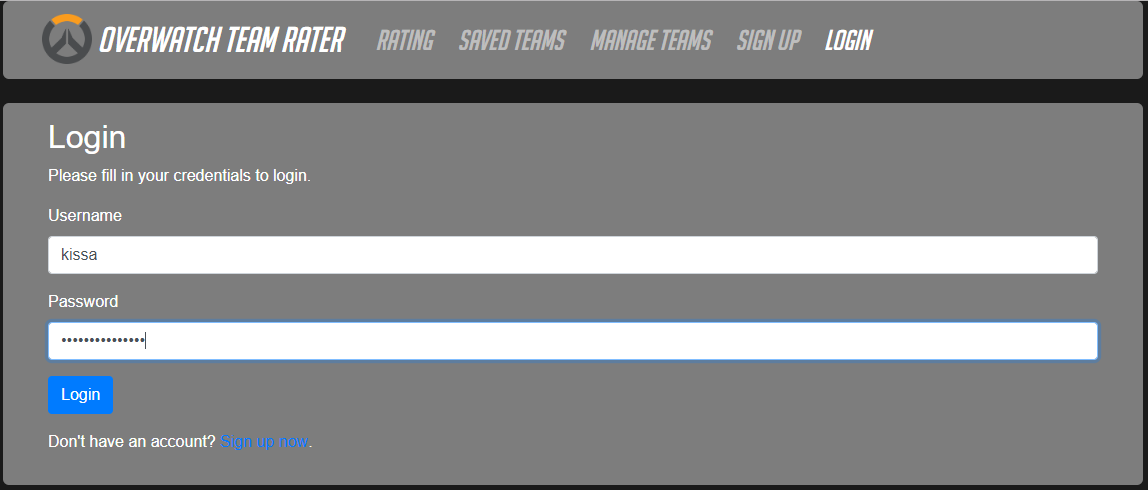 OVERWATCH TEAM RATER RATING SAVED TEAMS MANAGE TEAMS SIGN UP LOGIN
Login
Please fill in your credentials to login.
Username
kissa
Password
•••••••••••••••
Login
Don't have an account? Sign up now.